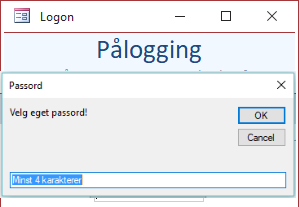 Logon
Pålogging
Passord
Velg eget passord!
OK
Cancel
Minst 4 karakterer